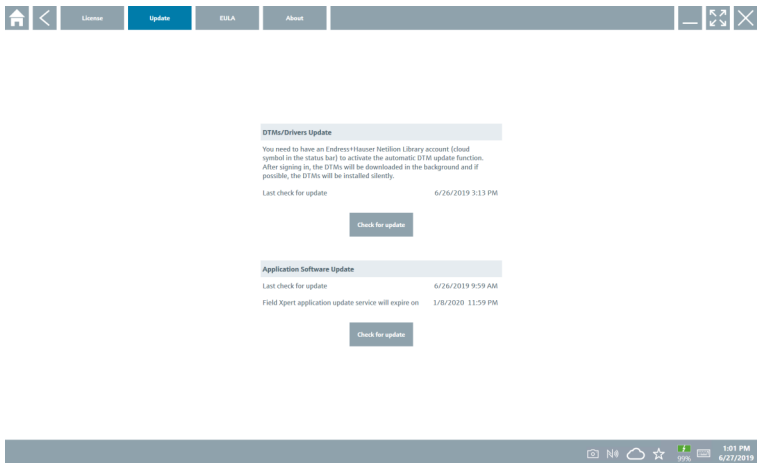 License Update EULA About
DTMs/Drivers Update
You need to have an Endress+Hauser Netilion Library account (cloud
symbol in the status bar) to activate the automatic DTM update function.
After signing in, the DTMs will be downloaded in the background and if
possible, the DTMs will be installed silently.
Last check for update 6/26/2019 3:13 PM
Check for update
Application Software Update
Last check for update 6/26/2019 9:59 AM
Field Xpert application update service will expire on 1/8/2020 11:59 PM
Check for update
99% 1:01 PM
6/27/2019